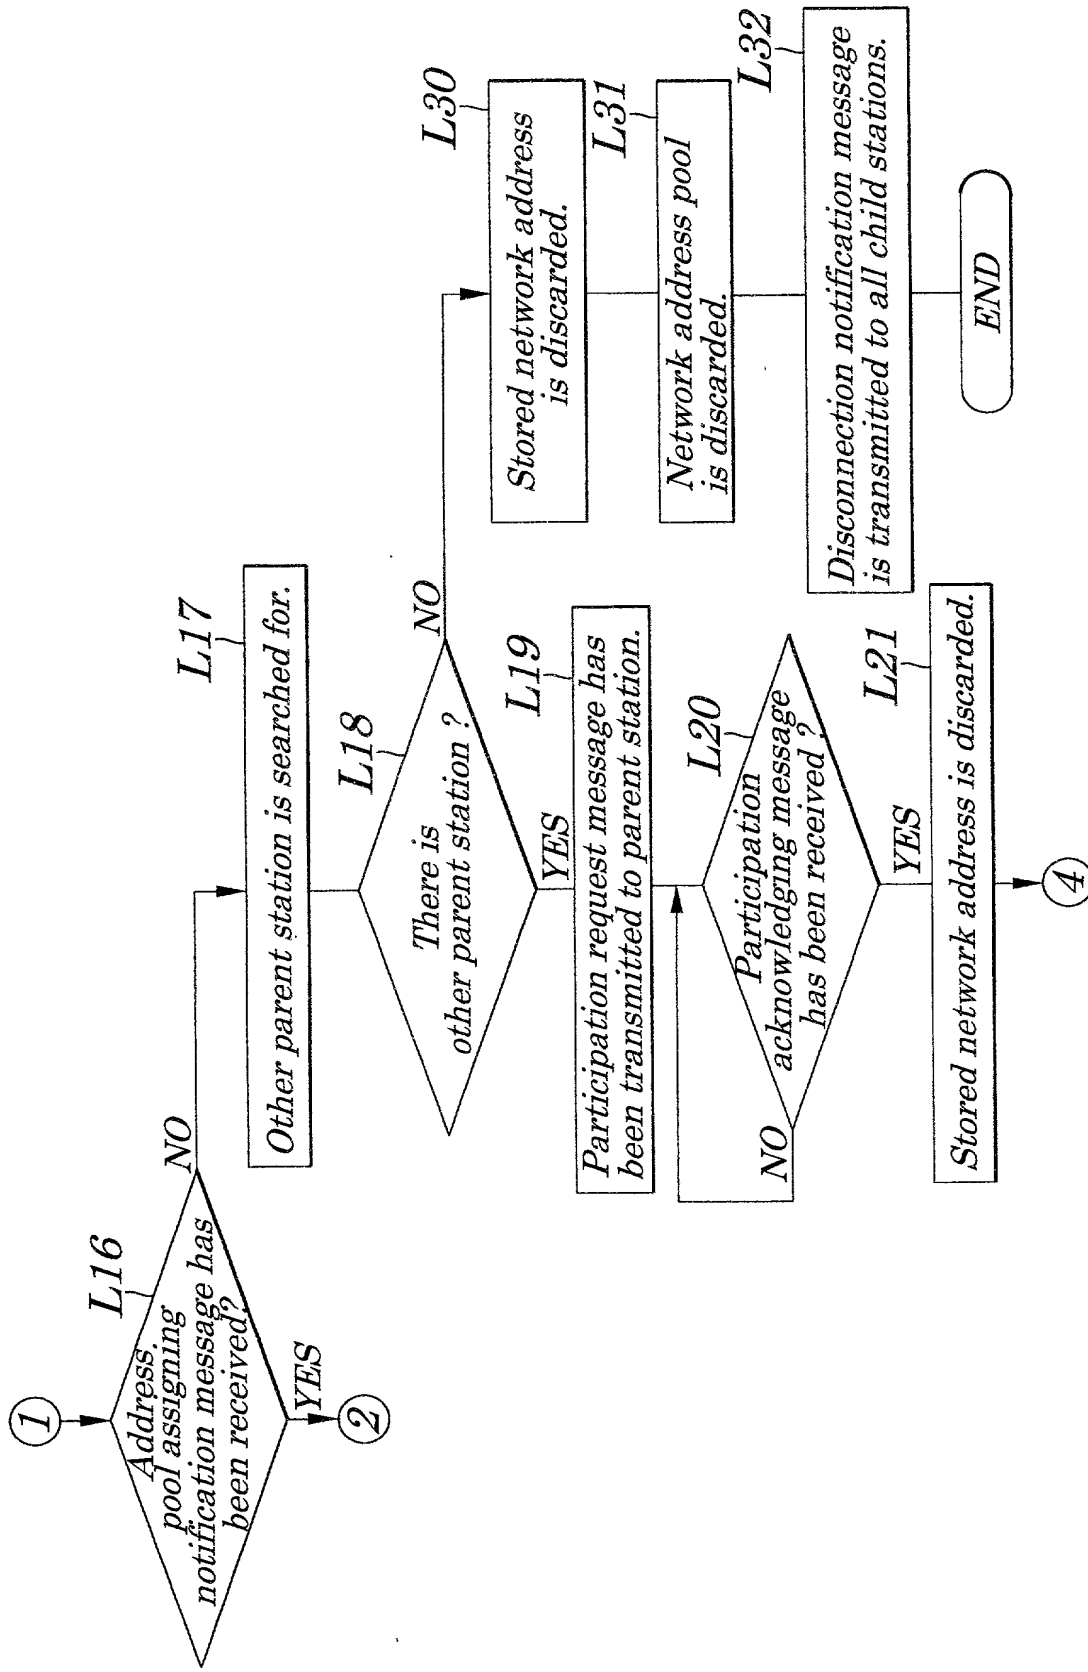 1
L16
Address
pool assigning
notification message has
been received?
NO
YES
2
L17
Other parent station is searched for.
L18
There is
other parent station ?
NO
YES
L19
Participation request message has
been transmitted to parent station.
L20
Participation
acknowledging message
has been received ?
NO
YES
L21
Stored network address is discarded.
4
L30
Stored network address
is discarded.
L31
Network address pool
is discarded.
L32
Disconnection notification message
is transmitted to all child stations.
END